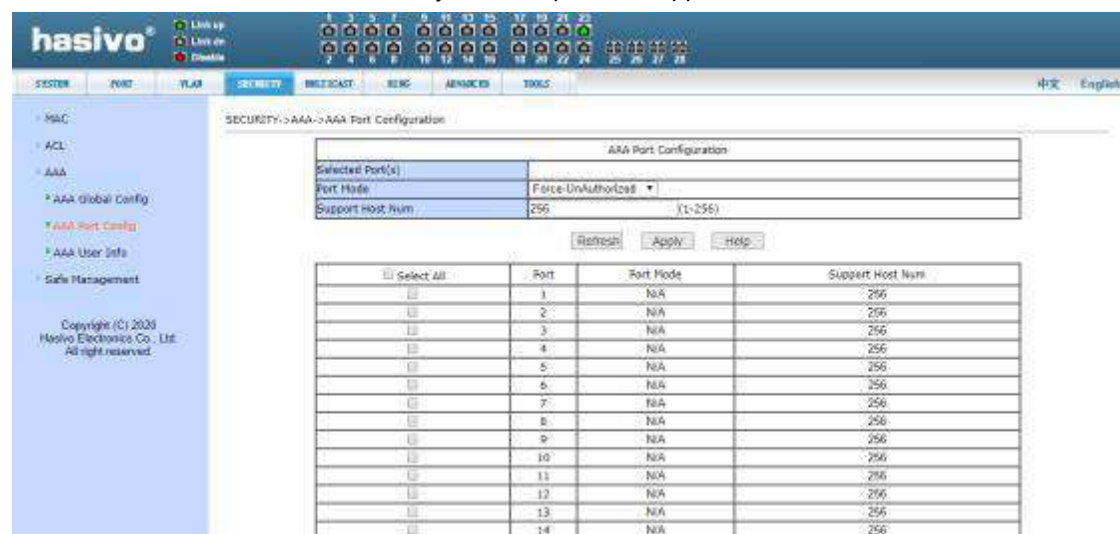 hasivo®
Link up
Link dn
Disable
1 3 5 7 9 11 13 15 17 19 21 23
2 4 6 8 10 12 14 16 18 20 22 24 25 26 27 28
SYSTEM PORT VLAN SECURITY MULTICAST RING ADVANCED TOOLS 中文 English
MAC
ACL
AAA
AAA Global Config
AAA Port Config
AAA User Info
Safe Management
Copyright (C) 2020
Hasivo Electronics Co., Ltd.
All right reserved.
SECURITY->AAA->AAA Port Configuration
AAA Port Configuration
Selected Port(s)
Port Mode Force-UnAuthorized
Support Host Num 256 (1-256)
Refresh Apply Help
Select All Port Port Mode Support Host Num
1 N/A 256
2 N/A 256
3 N/A 256
4 N/A 256
5 N/A 256
6 N/A 256
7 N/A 256
8 N/A 256
9 N/A 256
10 N/A 256
11 N/A 256
12 N/A 256
13 N/A 256
14 N/A 256